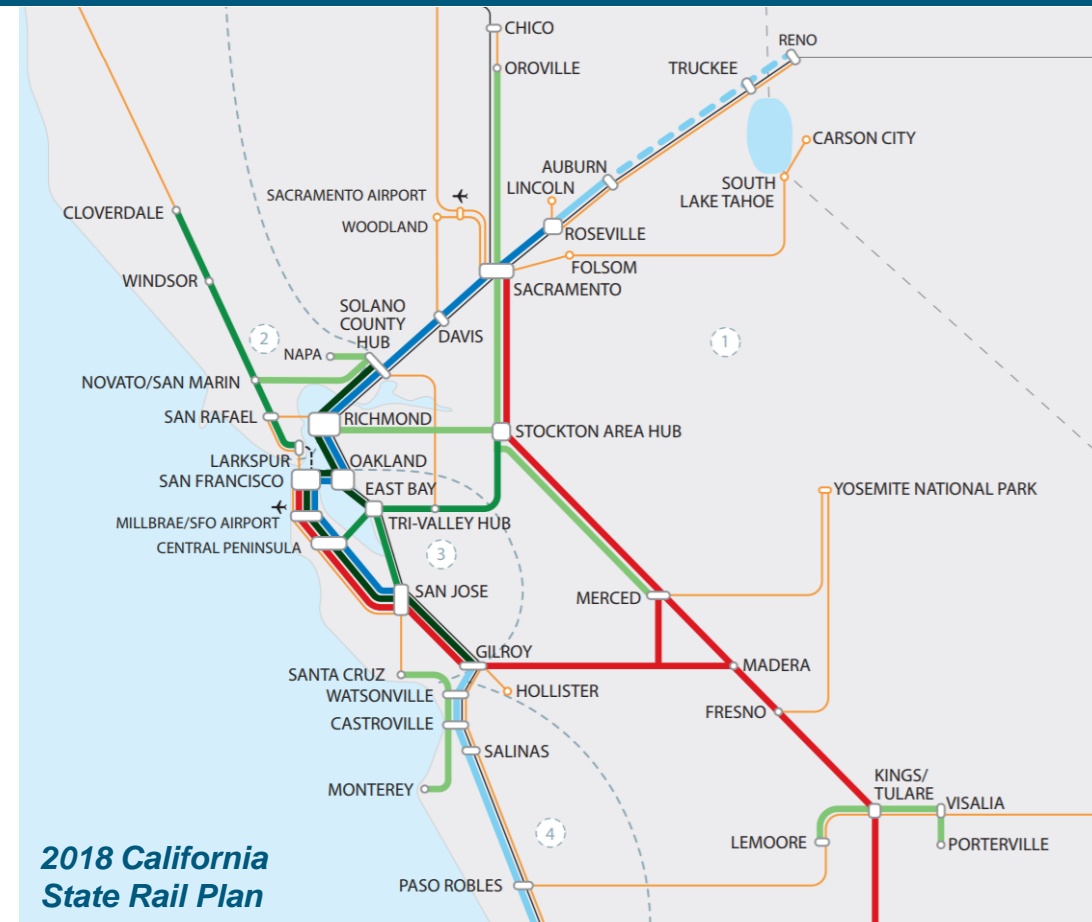 CHICO
OROVILLE
RENO
TRUCKEE
CARSON CITY
AUBURN
LINCOLN
SOUTH
LAKE TAHOE
SACRAMENTO AIRPORT
CLOVERDALE
WOODLAND
ROSEVILLE
FOLSOM
WINDSOR
SACRAMENTO
SOLANO
COUNTY
HUB
DAVIS
2
1
NAPA
NOVATO/SAN MARIN
SAN RAFAEL
RICHMOND
STOCKTON AREA HUB
LARKSPUR
OAKLAND
SAN FRANCISCO
EAST BAY
YOSEMITE NATIONAL PARK
MILLBRAE/SFO AIRPORT
TRI-VALLEY HUB
CENTRAL PENINSULA
3
SAN JOSE
MERCED
GILROY
MADERA
SANTA CRUZ
WATSONVILLE
HOLLISTER
FRESNO
CASTROVILLE
SALINAS
KINGS/
TULARE
MONTEREY
VISALIA
4
LEMOORE
PORTERVILLE
PASO ROBLES
2018 California
State Rail Plan